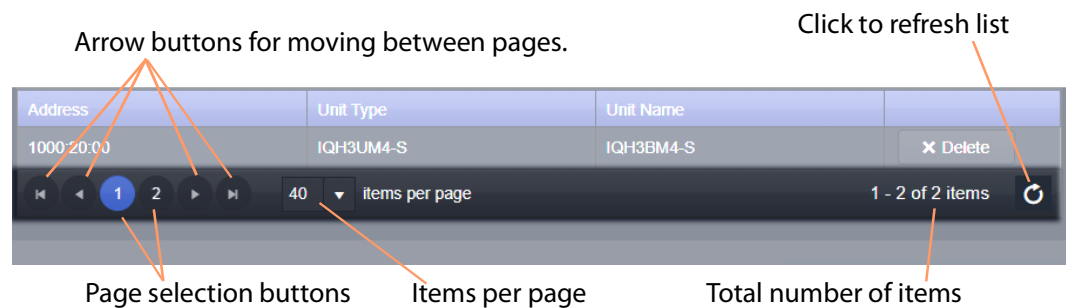 Click to refresh list
Arrow buttons for moving between pages.
Address Unit Type Unit Name
1000:20:00 IQH3UM4-S IQH3BM4-S × Delete
1 2 40 items per page 1 - 2 of 2 items
Page selection buttons Items per page Total number of items